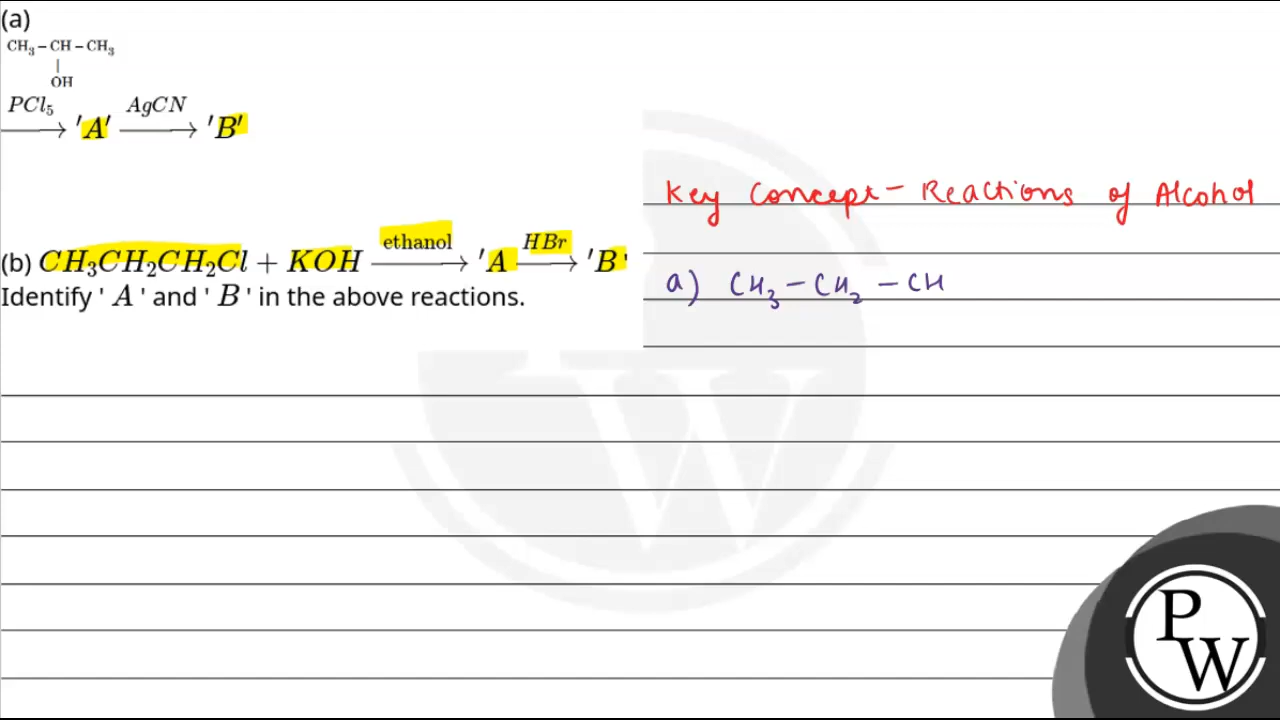 (a)
CH₃ – CH – CH₃
|
OH
PCl₅ AgCN
⟶ 'A' ⟶ 'B'
Key Concept – Reactions of Alcohol
ethanol HBr
(b) CH₃CH₂CH₂Cl + KOH ⟶ 'A ⟶ 'B'
Identify ' A ' and ' B ' in the above reactions.
a) CH₃ – CH₂ – CH
W
P
W